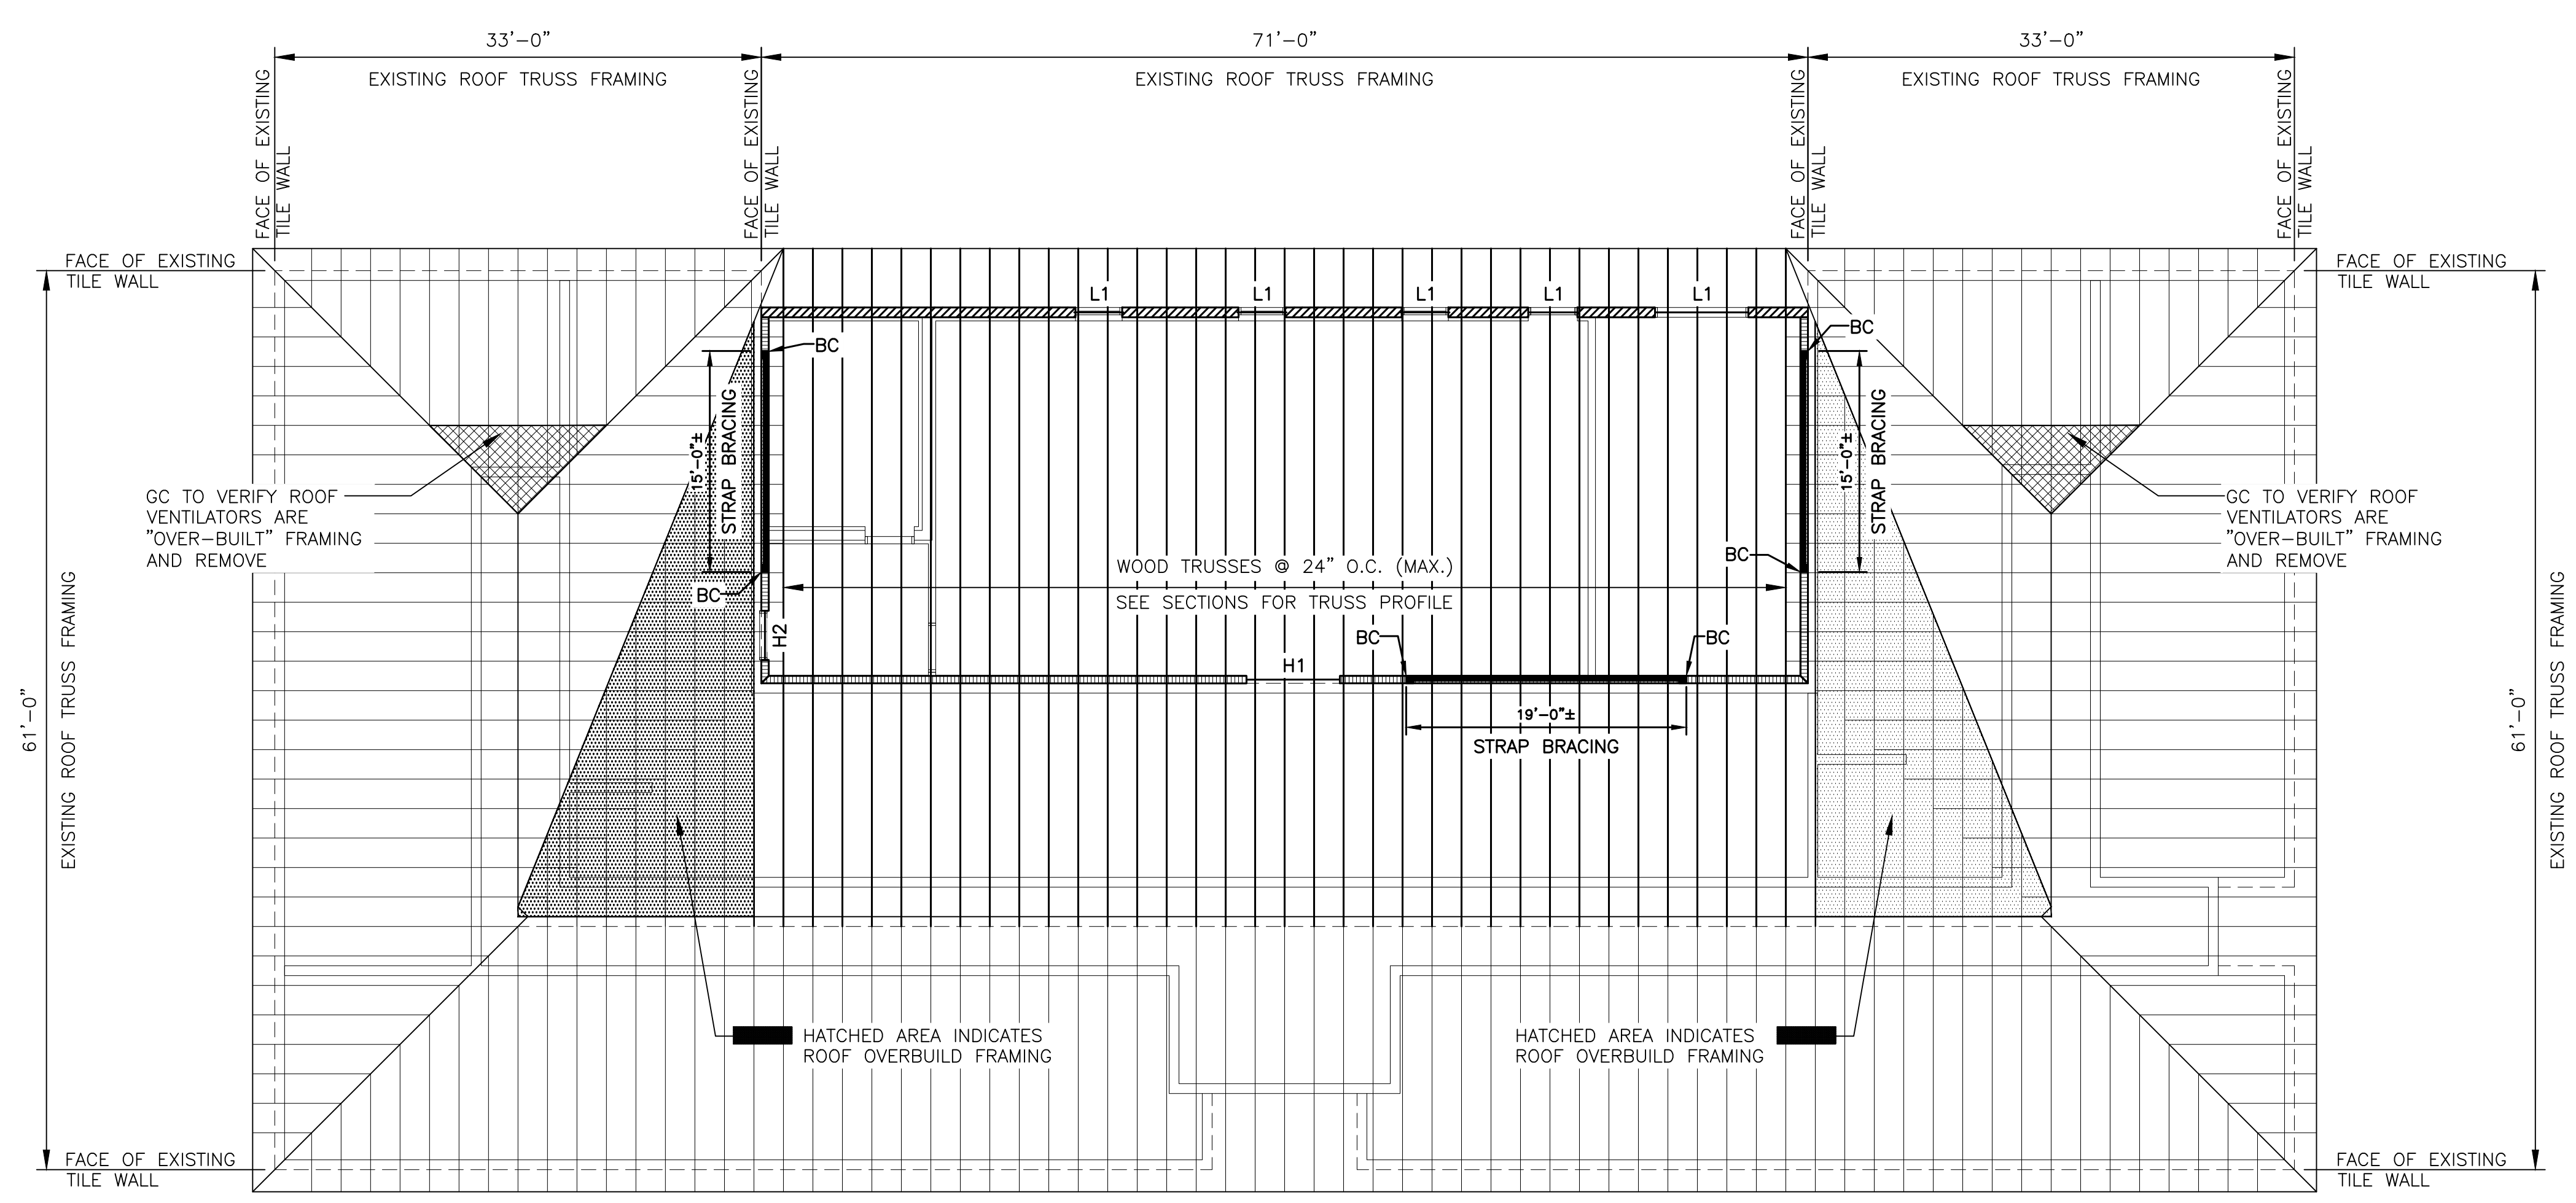 33'-0"
71'-0"
33'-0"
EXISTING ROOF TRUSS FRAMING
EXISTING ROOF TRUSS FRAMING
EXISTING ROOF TRUSS FRAMING
FACE OF EXISTING
TILE WALL
FACE OF EXISTING
TILE WALL
FACE OF EXISTING
TILE WALL
FACE OF EXISTING
TILE WALL
FACE OF EXISTING
TILE WALL
FACE OF EXISTING
TILE WALL
L1
L1
L1
L1
L1
BC
BC
15'-0"±
STRAP BRACING
15'-0"±
STRAP BRACING
GC TO VERIFY ROOF
VENTILATORS ARE
"OVER-BUILT" FRAMING
AND REMOVE
GC TO VERIFY ROOF
VENTILATORS ARE
"OVER-BUILT" FRAMING
AND REMOVE
BC
BC
WOOD TRUSSES @ 24" O.C. (MAX.)
SEE SECTIONS FOR TRUSS PROFILE
H2
BC
BC
H1
61'-0"
EXISTING ROOF TRUSS FRAMING
61'-0"
EXISTING ROOF TRUSS FRAMING
19'-0"±
STRAP BRACING
HATCHED AREA INDICATES
ROOF OVERBUILD FRAMING
HATCHED AREA INDICATES
ROOF OVERBUILD FRAMING
FACE OF EXISTING
TILE WALL
FACE OF EXISTING
TILE WALL